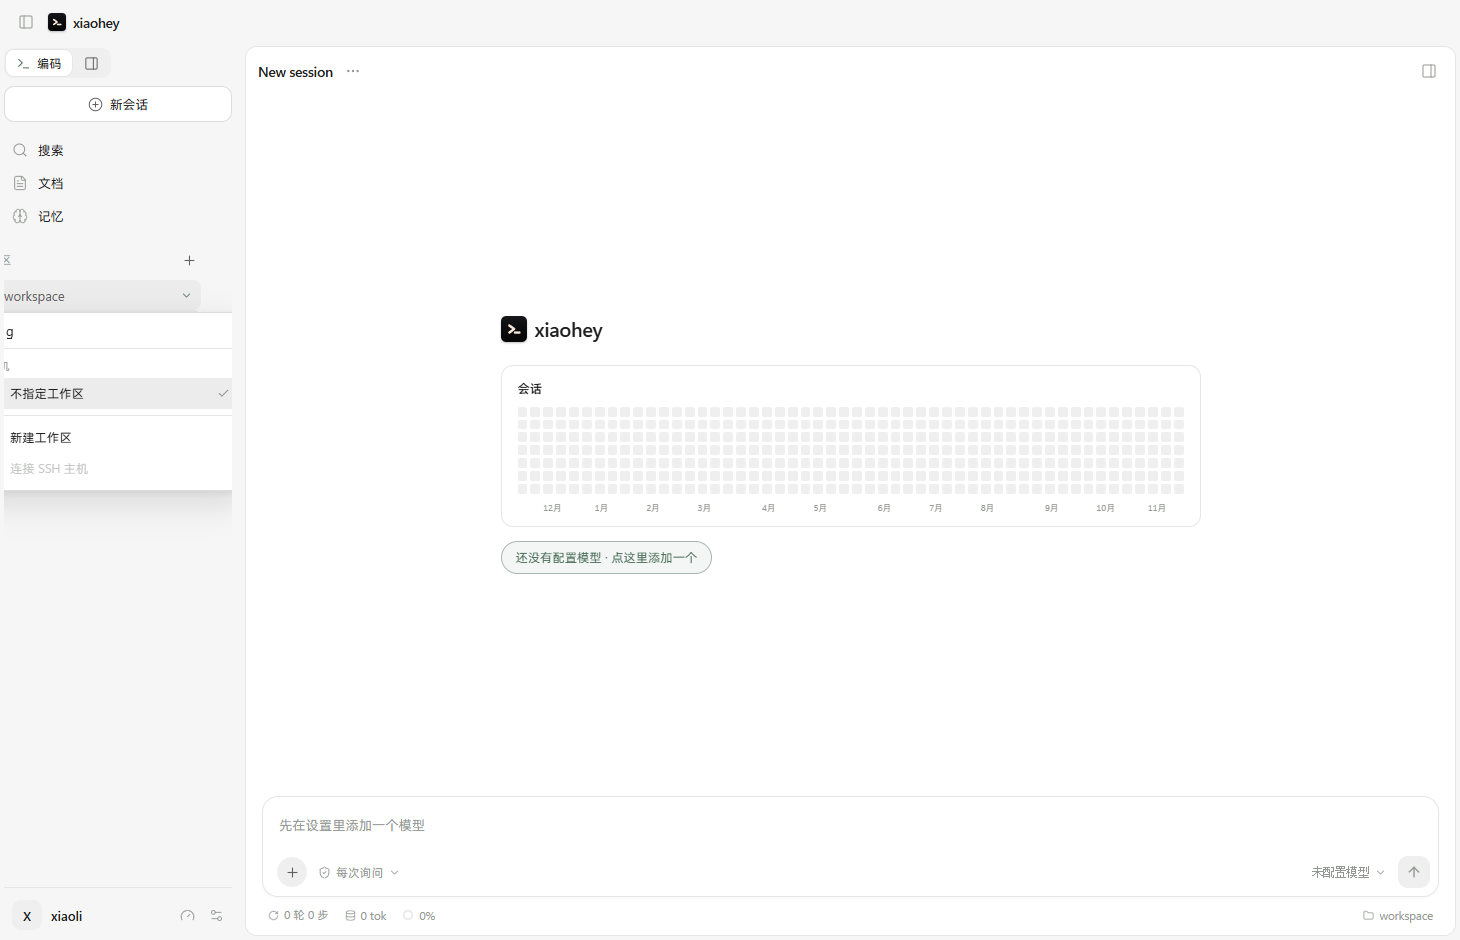 xiaohey
编码
新会话
搜索
文档
记忆
区
workspace
g
机
不指定工作区
新建工作区
连接 SSH 主机
X
xiaoli
New session
xiaohey
会话
12月 1月 2月 3月 4月 5月 6月 7月 8月 9月 10月 11月
还没有配置模型 · 点这里添加一个
先在设置里添加一个模型
每次询问
未配置模型
0 轮 0 步
0 tok
0%
workspace